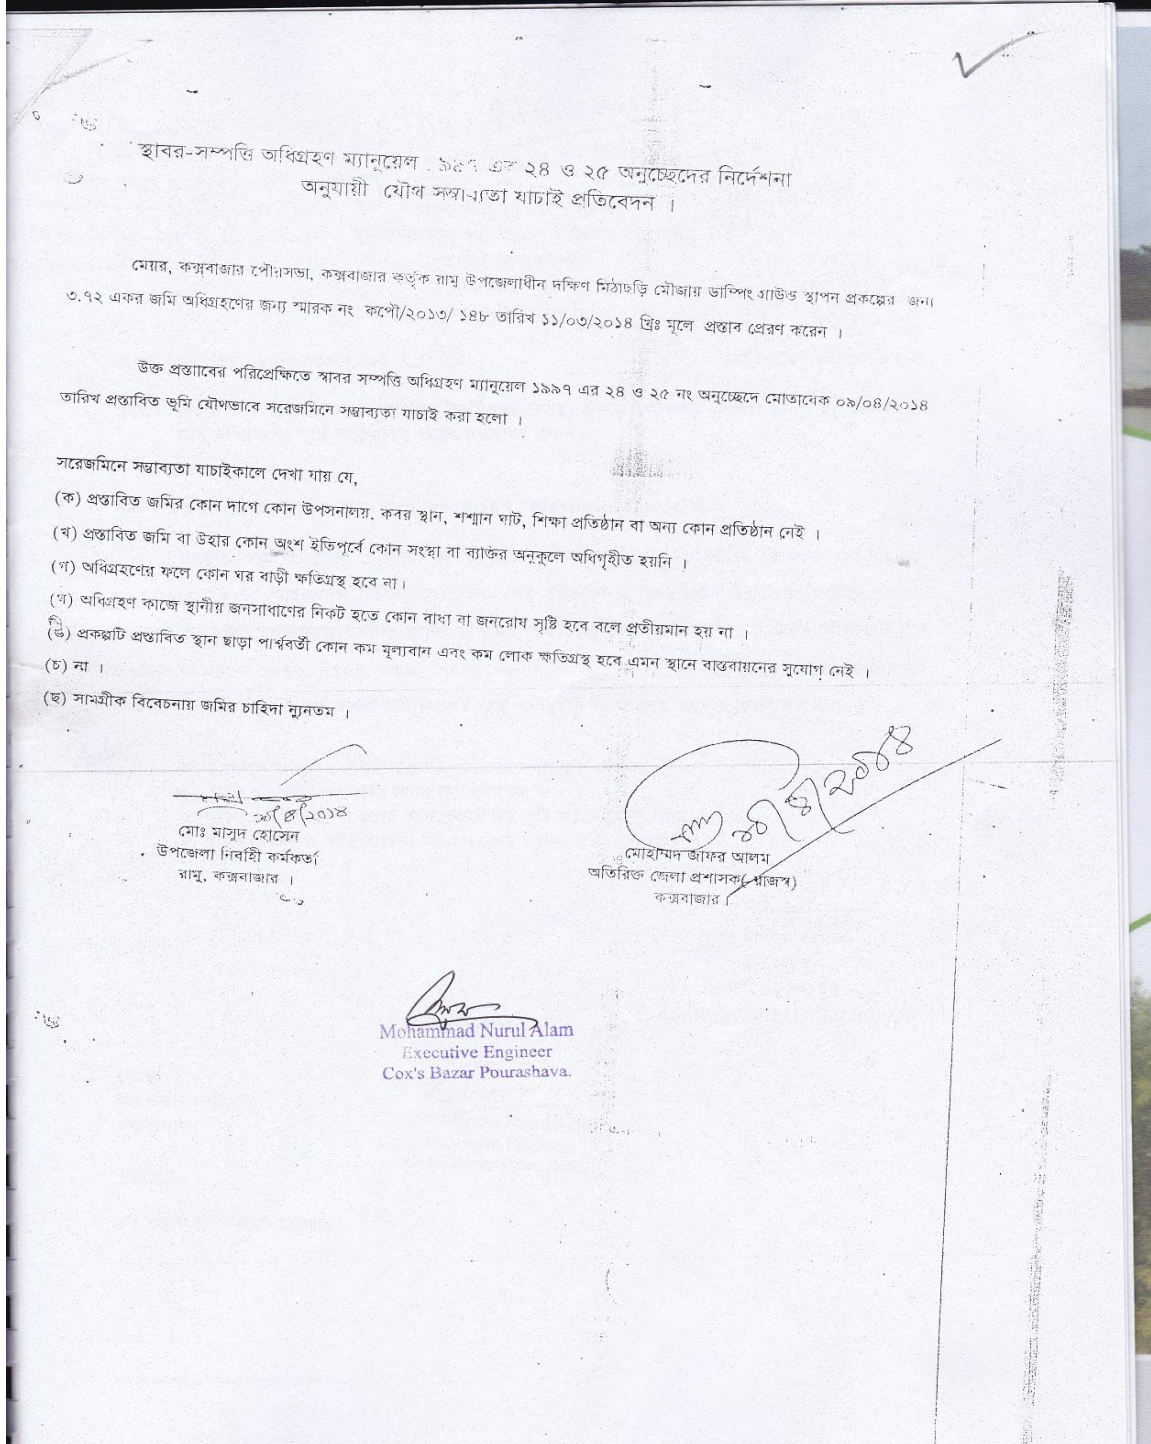 স্থাবর-সম্পত্তি অধিগ্রহণ ম্যানুয়েল ১৯৯৭ এর ২৪ ও ২৫ অনুচ্ছেদের নির্দেশনা
অনুযায়ী যৌথ সম্ভাব্যতা যাচাই প্রতিবেদন ।
মেয়র, কক্সবাজার পৌরসভা, কক্সবাজার কর্তৃক রামু উপজেলাধীন দক্ষিণ মিঠাছড়ি মৌজায় ডাম্পিং গ্রাউন্ড স্থাপন প্রকল্পের জন্য
৩.৭২ একর জমি অধিগ্রহণের জন্য স্মারক নং কপৌ/২০১৩/ ১৪৮ তারিখ ১১/০৩/২০১৪ খ্রিঃ মূলে প্রস্তাব প্রেরণ করেন ।
উক্ত প্রস্তাাবের পরিপ্রেক্ষিতে স্থাবর সম্পত্তি অধিগ্রহণ ম্যানুয়েল ১৯৯৭ এর ২৪ ও ২৫ নং অনুচ্ছেদে মোতাবেক ০৯/০৪/২০১৪
তারিখ প্রস্তাবিত ভূমি যৌথভাবে সরেজমিনে সম্ভাব্যতা যাচাই করা হলো ।
সরেজমিনে সম্ভাব্যতা যাচাইকালে দেখা যায় যে,
(ক) প্রস্তাবিত জমির কোন দাগে কোন উপসনালয়. কবর স্থান, শশ্মান ঘাট, শিক্ষা প্রতিষ্ঠান বা অন্য কোন প্রতিষ্ঠান নেই ।
(খ) প্রস্তাবিত জমি বা উহার কোন অংশ ইতিপূর্বে কোন সংস্থা বা ব্যাক্তির অনুকুলে অধিগৃহীত হয়নি ।
(গ) অধিগ্রহণের ফলে কোন ঘর বাড়ী ক্ষতিগ্রস্থ হবে না।
(ঘ) অধিগ্রহণ কাজে স্থানীয় জনসাধাণের নিকট হতে কোন বাধা বা জনরোষ সৃষ্টি হবে বলে প্রতীয়মান হয় না ।
(ঙ) প্রকল্পটি প্রস্তাবিত স্থান ছাড়া পার্শ্ববর্তী কোন কম মূল্যবান এবং কম লোক ক্ষতিগ্রস্থ হবে এমন স্থানে বাস্তবায়নের সুযোগ নেই ।
(চ) না ।
(ছ) সামগ্রীক বিবেচনায় জমির চাহিদা ন্যুনতম ।
মোঃ মাসুদ হোসেন
উপজেলা নির্বাহী কর্মকর্তা
রামু, কক্সবাজার ।
মোহাম্মদ জাফর আলম
অতিরিক্ত জেলা প্রশাসক( রাজস্ব)
কক্সবাজার ।
Mohammad Nurul Alam
Executive Engineer
Cox's Bazar Pourashava.